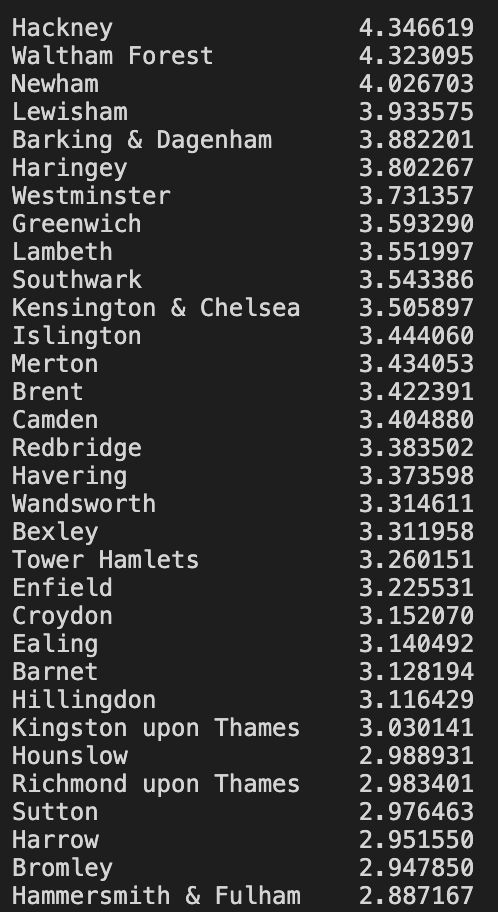 Hackney 4.346619
Waltham Forest 4.323095
Newham 4.026703
Lewisham 3.933575
Barking & Dagenham 3.882201
Haringey 3.802267
Westminster 3.731357
Greenwich 3.593290
Lambeth 3.551997
Southwark 3.543386
Kensington & Chelsea 3.505897
Islington 3.444060
Merton 3.434053
Brent 3.422391
Camden 3.404880
Redbridge 3.383502
Havering 3.373598
Wandsworth 3.314611
Bexley 3.311958
Tower Hamlets 3.260151
Enfield 3.225531
Croydon 3.152070
Ealing 3.140492
Barnet 3.128194
Hillingdon 3.116429
Kingston upon Thames 3.030141
Hounslow 2.988931
Richmond upon Thames 2.983401
Sutton 2.976463
Harrow 2.951550
Bromley 2.947850
Hammersmith & Fulham 2.887167